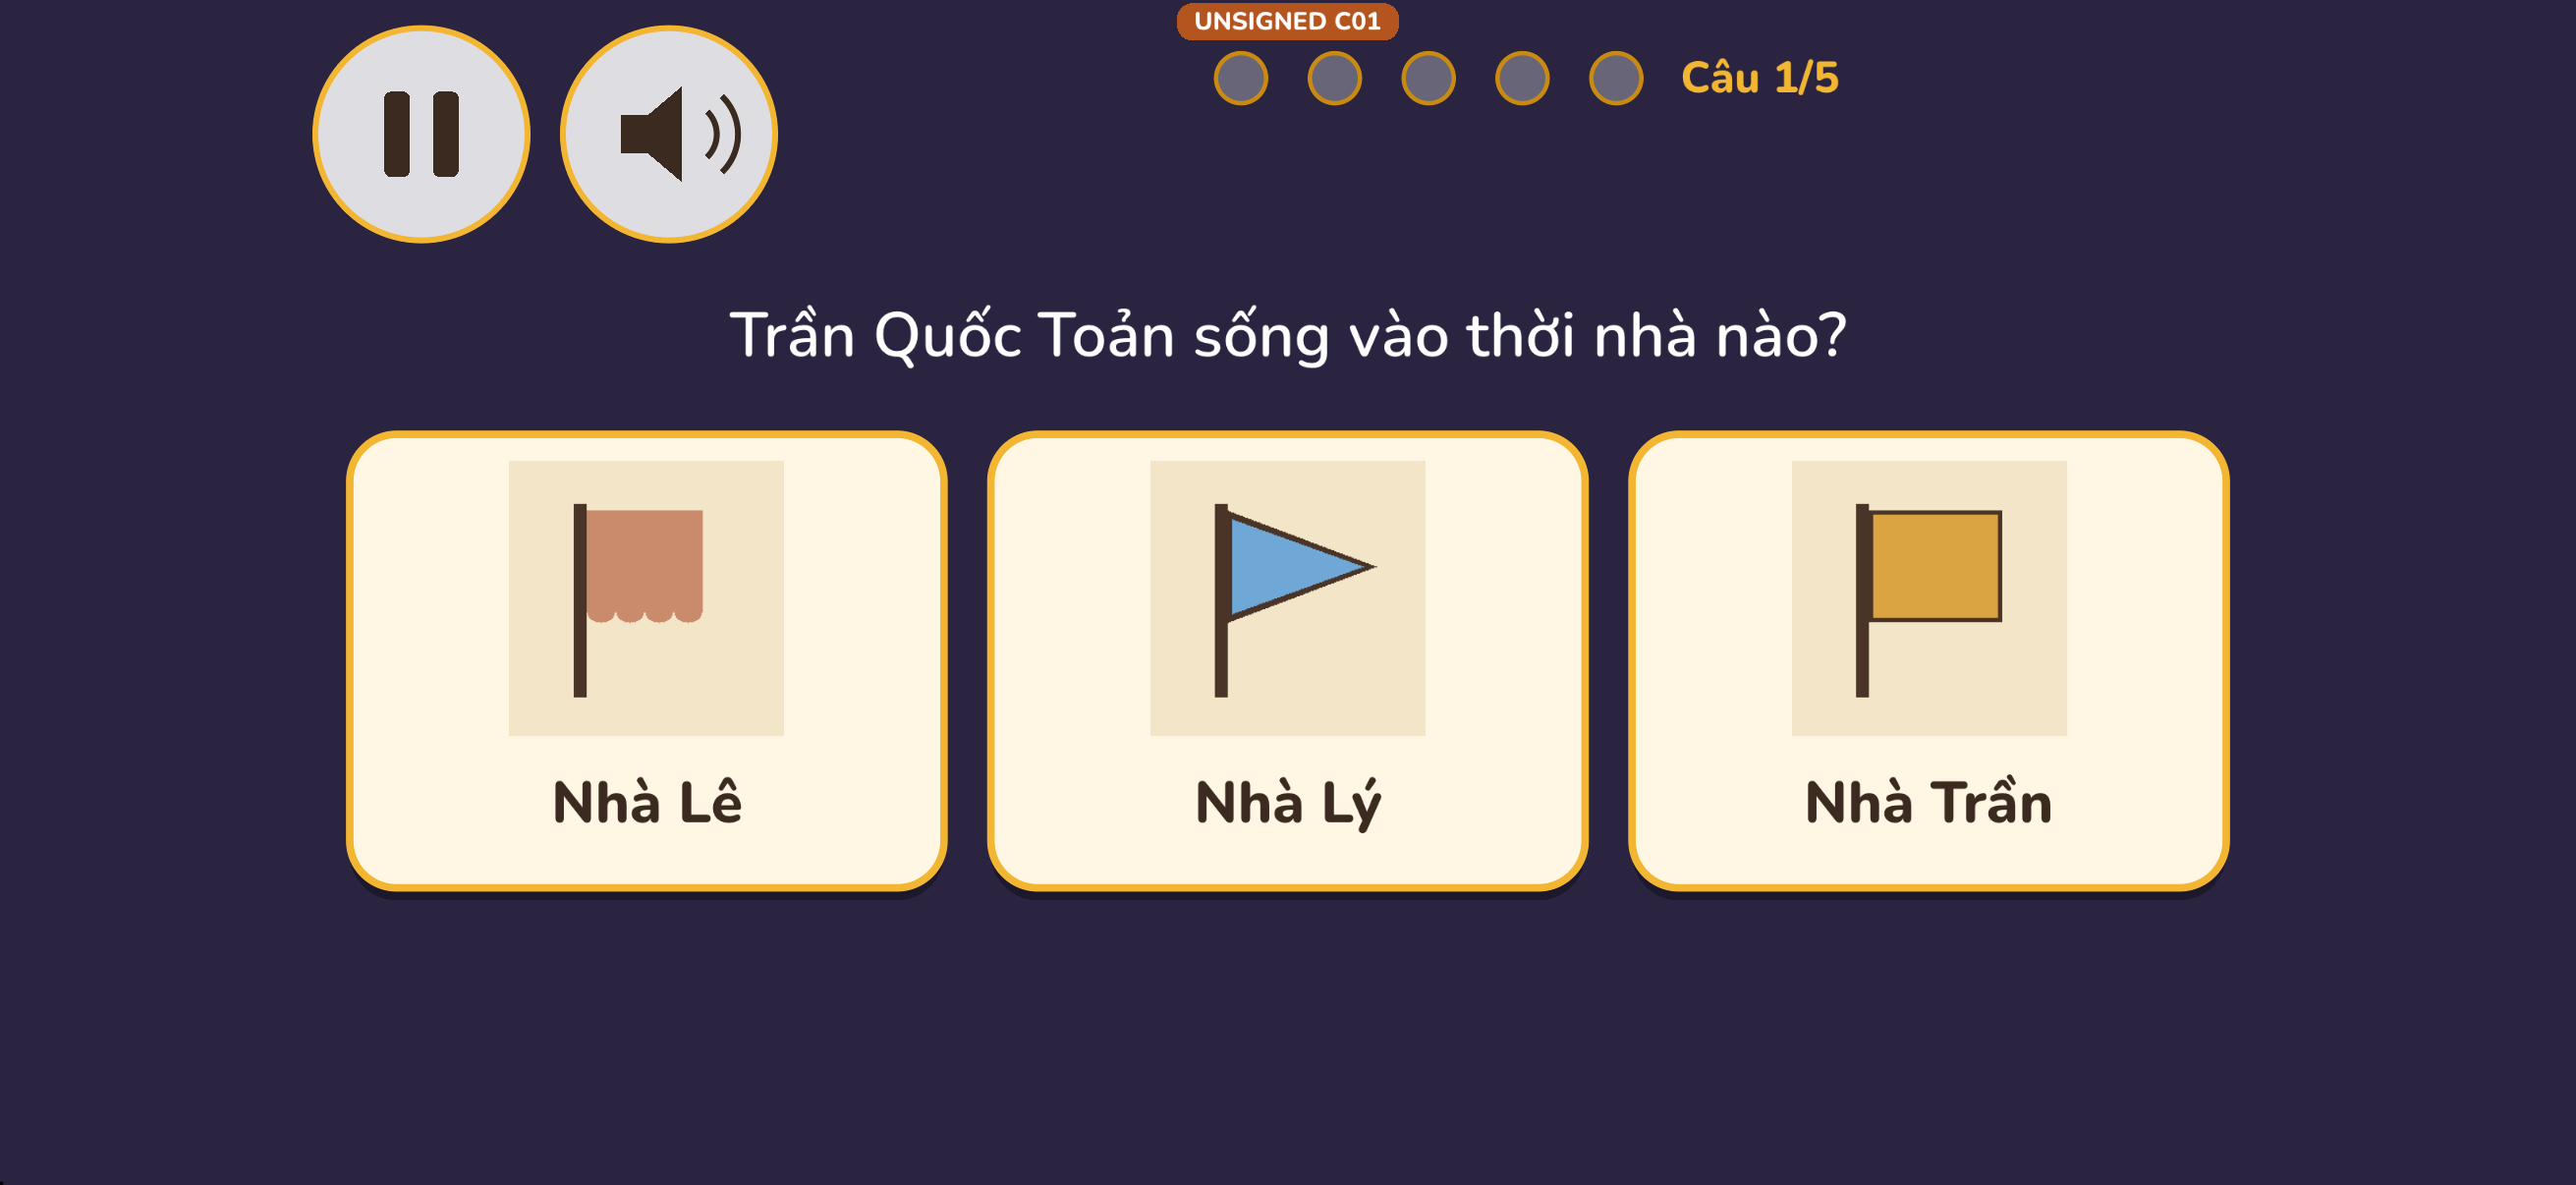 UNSIGNED C01
Câu 1/5
Trần Quốc Toản sống vào thời nhà nào?
Nhà Lê
Nhà Lý
Nhà Trần